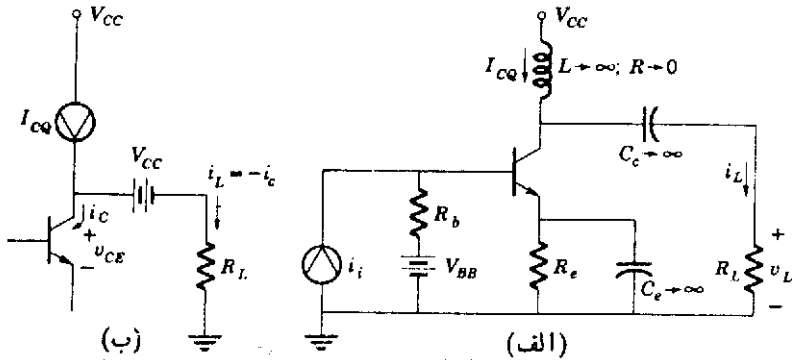 V_CC
I_CQ
V_CC
i_L = −i_c
i_C
+
v_CE
−
R_L
(ب)
V_CC
I_CQ
L→∞; R→0
C_c→∞
i_L
R_b
i_i
V_BB
R_e
C_e→∞
R_L
+
v_L
−
(الف)